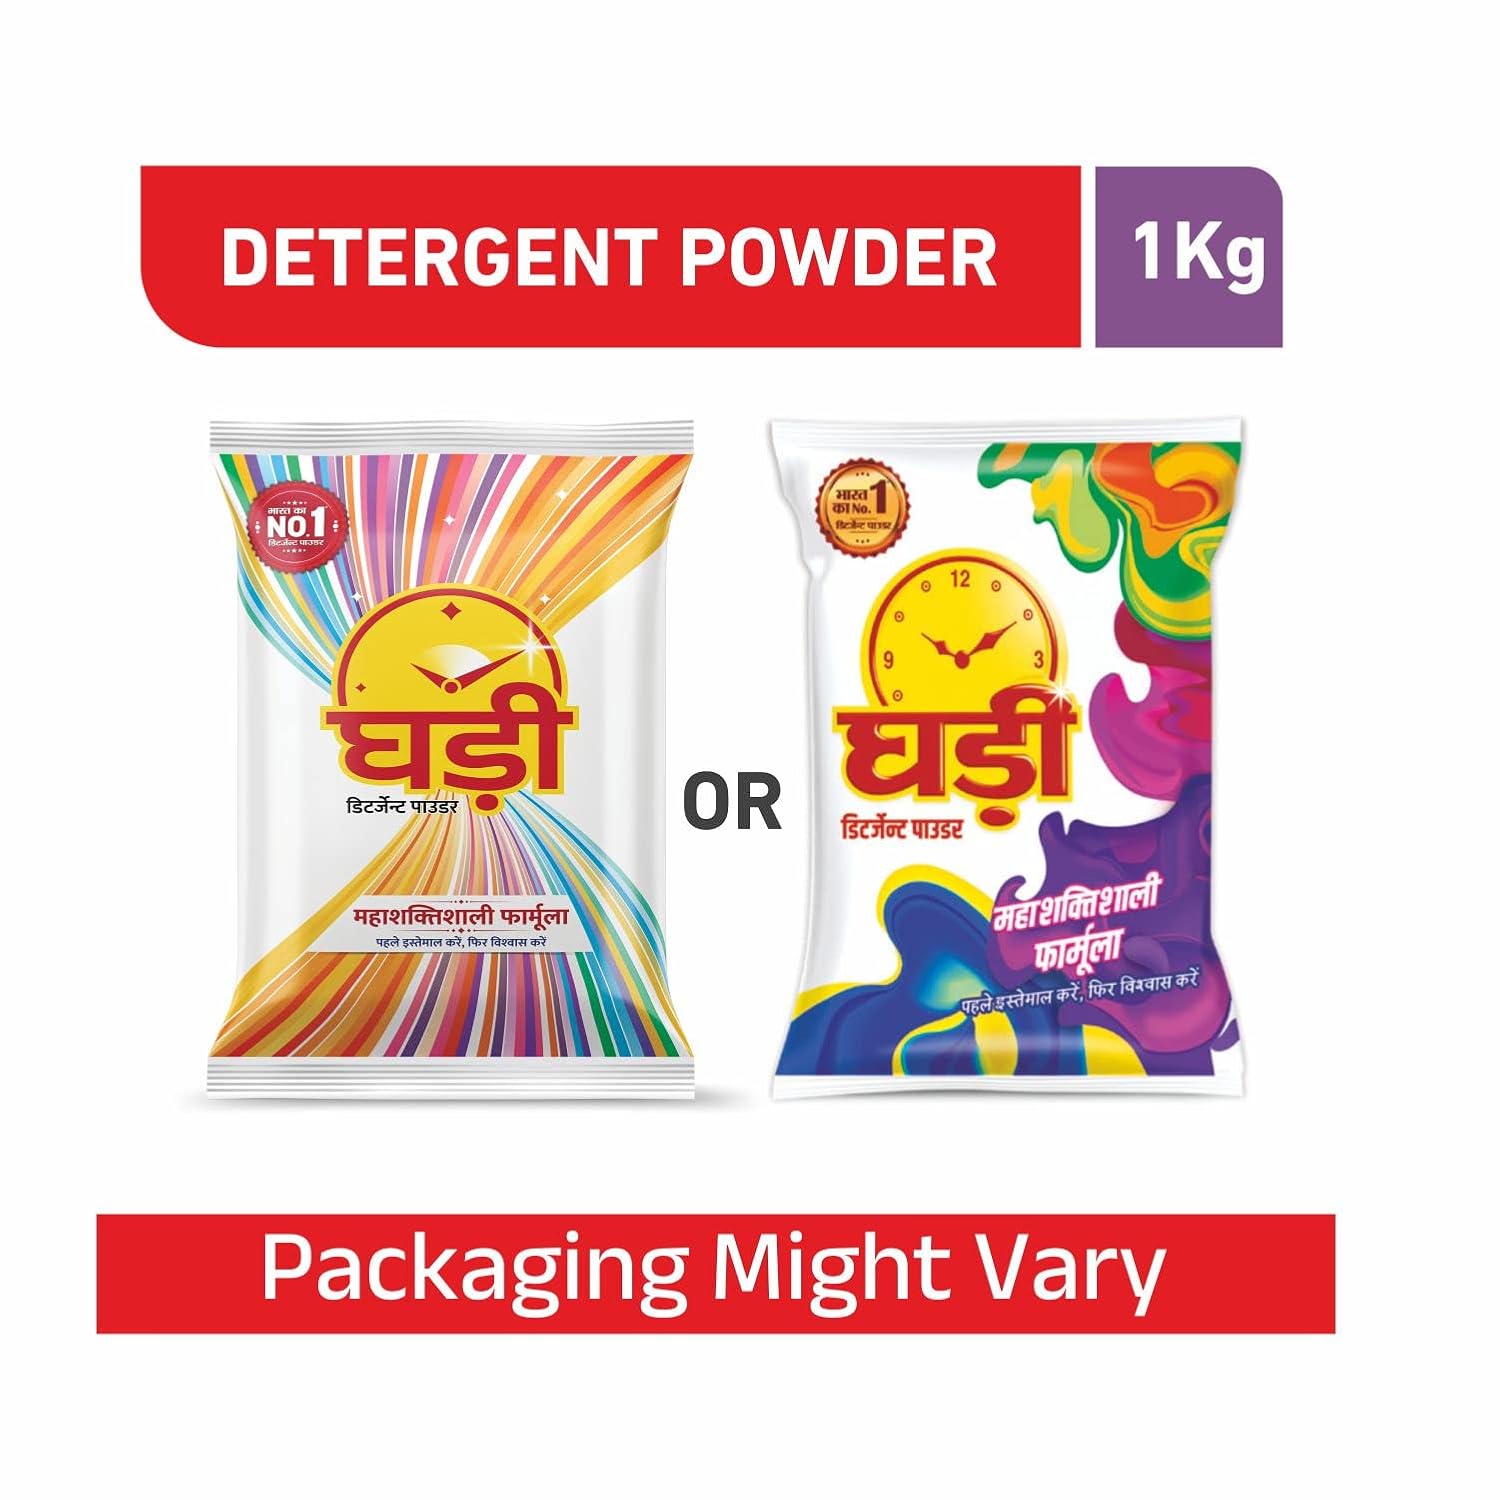 DETERGENT POWDER
1Kg
भारत का
NO.1
डिटर्जेन्ट पाउडर
घड़ी
डिटर्जेन्ट पाउडर
महाशक्तिशाली फार्मूला
पहले इस्तेमाल करें, फिर विश्वास करें
OR
भारत
का No. 1
डिटर्जेन्ट पाउडर
12
9
3
घड़ी
डिटर्जेन्ट पाउडर
महाशक्तिशाली
फार्मूला
पहले इस्तेमाल करें, फिर विश्वास करें
Packaging Might Vary